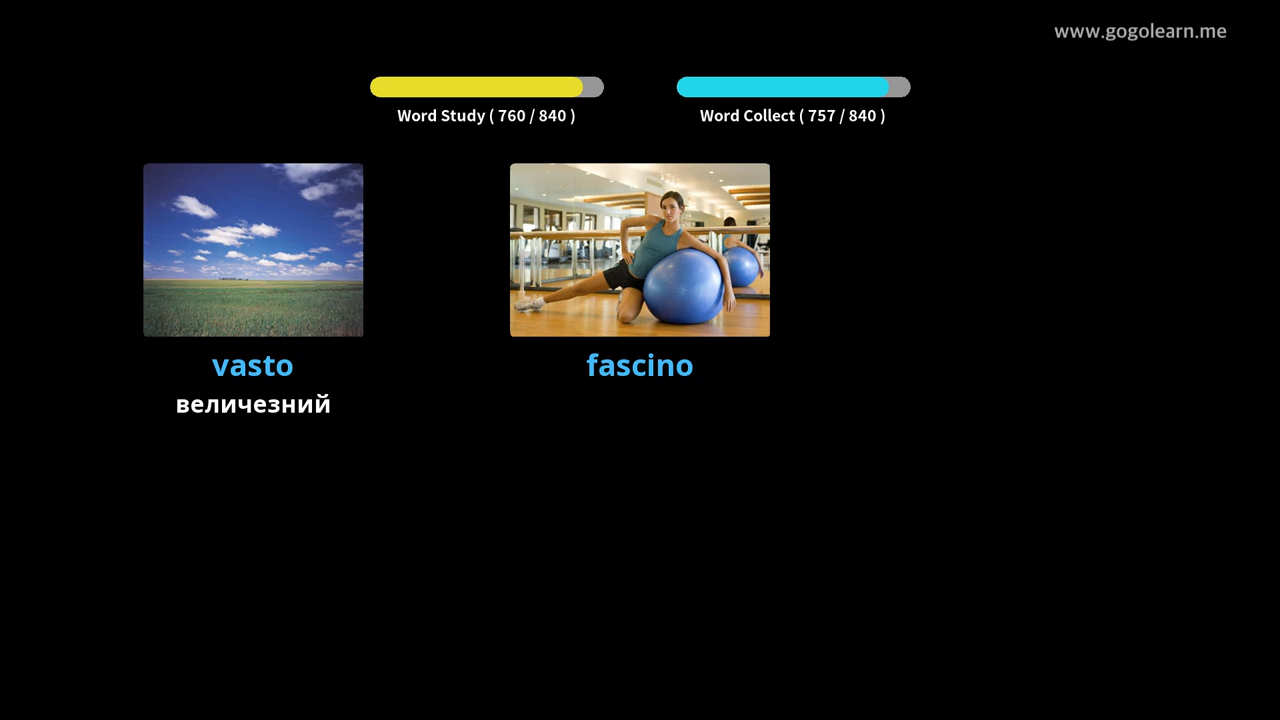 www.gogolearn.me
Word Study ( 760 / 840 )
Word Collect ( 757 / 840 )
vasto
величезний
fascino